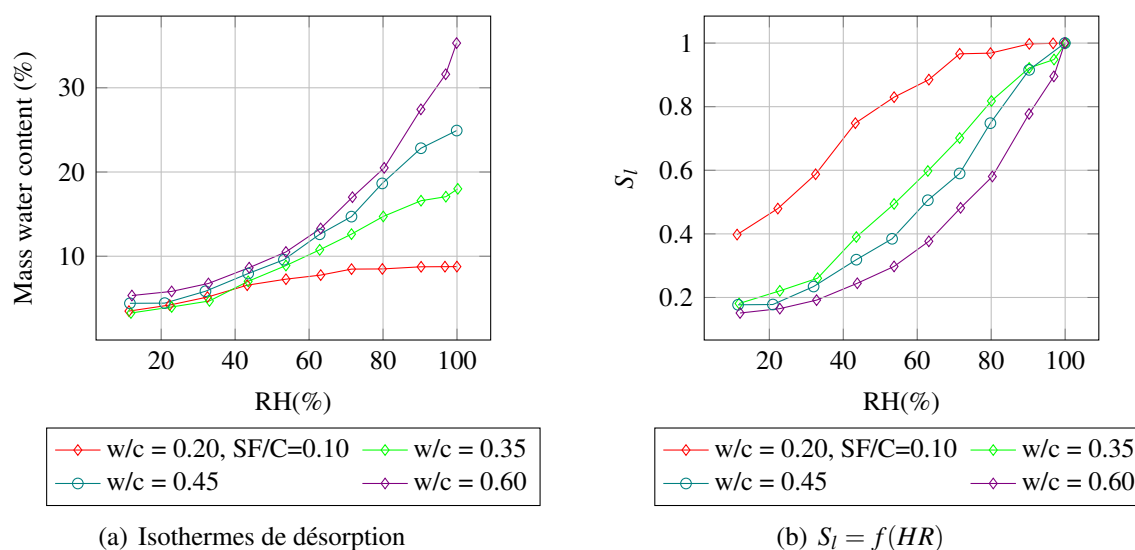 Mass water content (%)
30
20
10
20 40 60 80 100
RH(%)
w/c = 0.20, SF/C=0.10 w/c = 0.35
w/c = 0.45 w/c = 0.60
(a) Isothermes de désorption
S_l
1
0.8
0.6
0.4
0.2
20 40 60 80 100
RH(%)
w/c = 0.20, SF/C=0.10 w/c = 0.35
w/c = 0.45 w/c = 0.60
(b) S_l = f(HR)